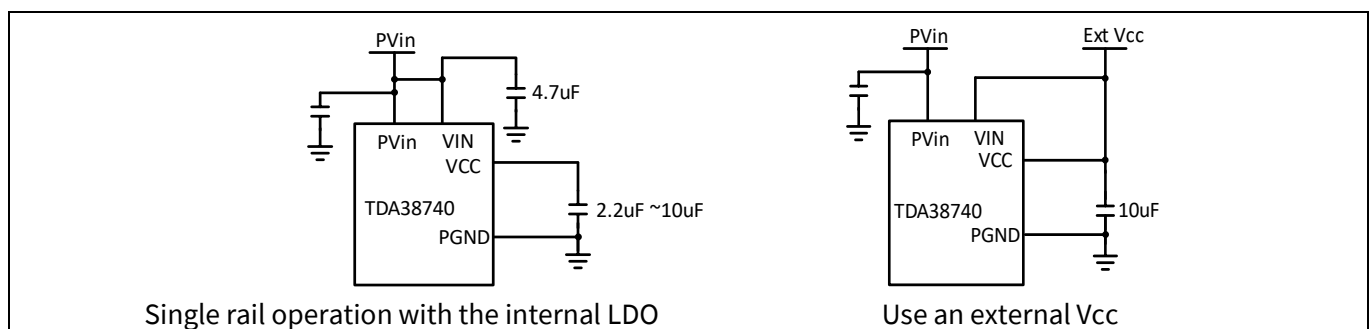 PVin
4.7uF
PVin VIN
VCC
TDA38740
2.2uF ~10uF
PGND
Single rail operation with the internal LDO
PVin Ext Vcc
PVin VIN
VCC
TDA38740
10uF
PGND
Use an external Vcc